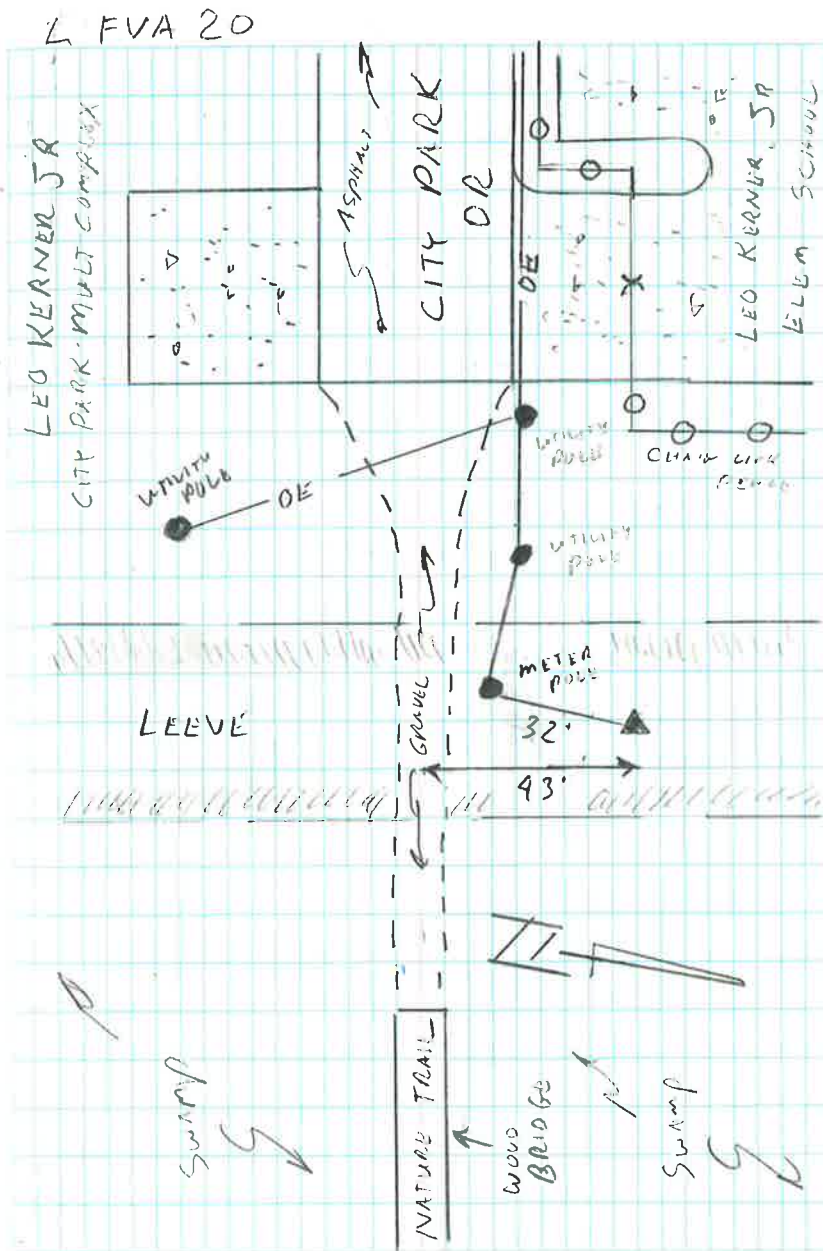 L FVA 20
LEO KERNER JR
CITY PARK · MULT COMPLEX
ASPHALT
CITY PARK
DR
OE
LEO KERNER JR
ELEM SCHOOL
UTILITY
POLE
OE
UTILITY
POLE
CHAIN LINK
FENCE
UTILITY
POLE
METER
POLE
LEEVE
GRAVEL
32'
43'
N
SWAMP
NATURE TRAIL
WOOD
BRIDGE
SWAMP